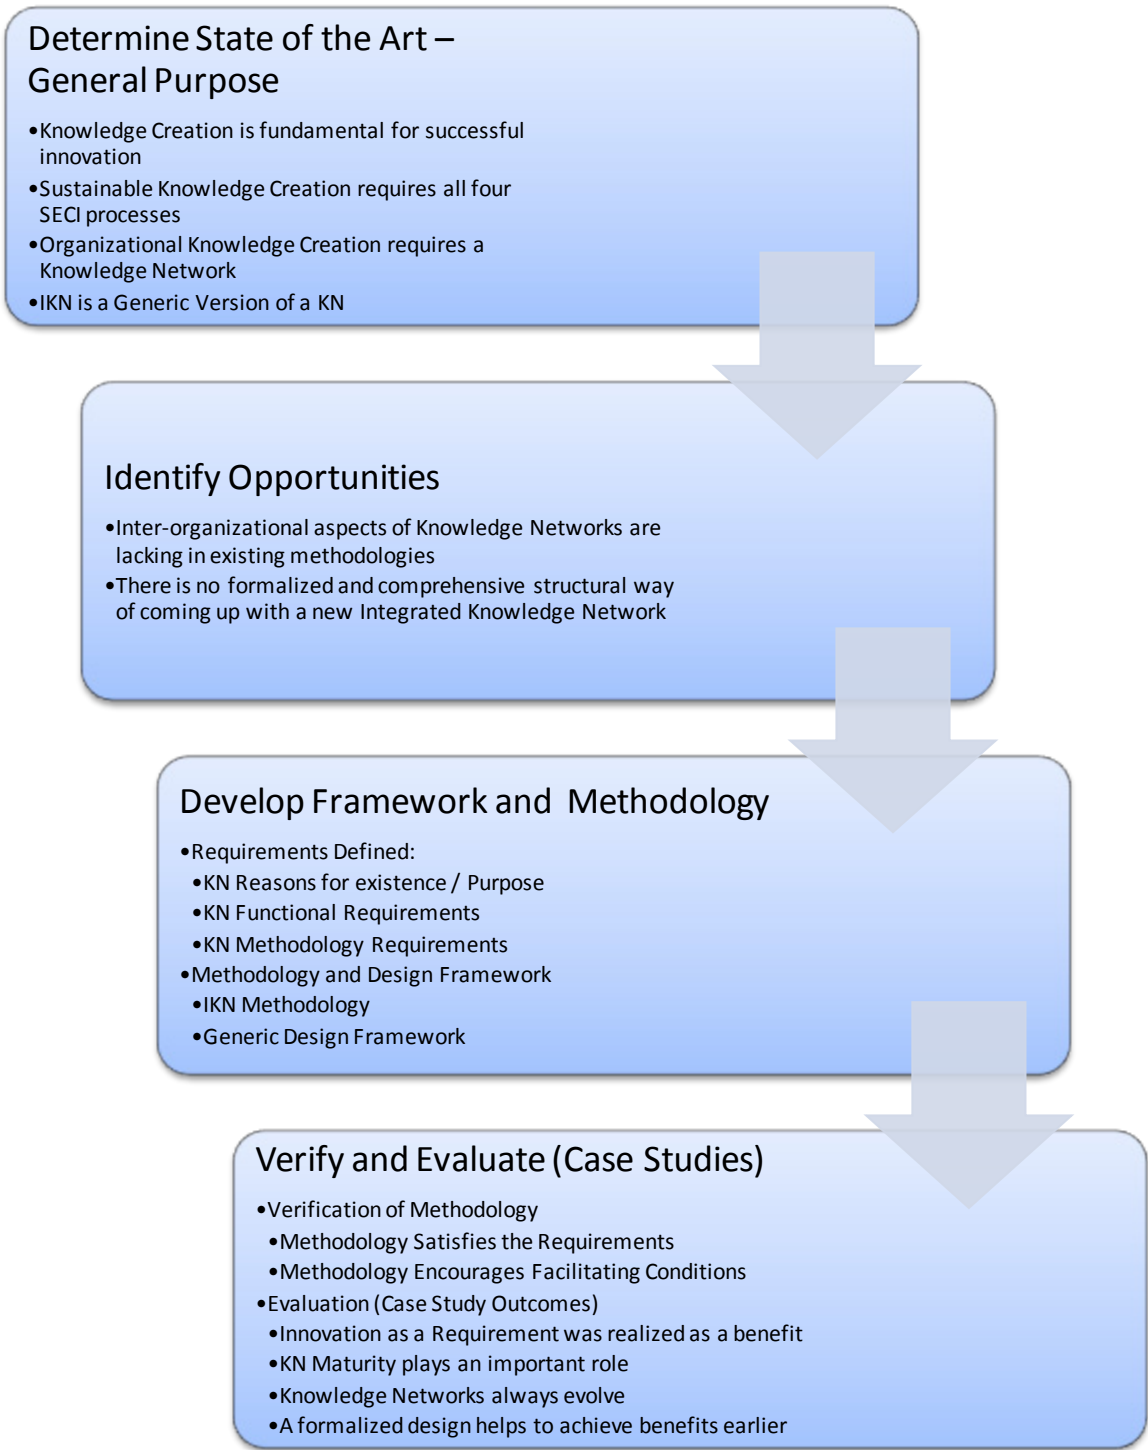 Determine State of the Art –
General Purpose
•Knowledge Creation is fundamental for successful
innovation
•Sustainable Knowledge Creation requires all four
SECI processes
•Organizational Knowledge Creation requires a
Knowledge Network
•IKN is a Generic Version of a KN
Identify Opportunities
•Inter-organizational aspects of Knowledge Networks are
lacking in existing methodologies
•There is no formalized and comprehensive structural way
of coming up with a new Integrated Knowledge Network
Develop Framework and Methodology
•Requirements Defined:
•KN Reasons for existence / Purpose
•KN Functional Requirements
•KN Methodology Requirements
•Methodology and Design Framework
•IKN Methodology
•Generic Design Framework
Verify and Evaluate (Case Studies)
•Verification of Methodology
•Methodology Satisfies the Requirements
•Methodology Encourages Facilitating Conditions
•Evaluation (Case Study Outcomes)
•Innovation as a Requirement was realized as a benefit
•KN Maturity plays an important role
•Knowledge Networks always evolve
•A formalized design helps to achieve benefits earlier